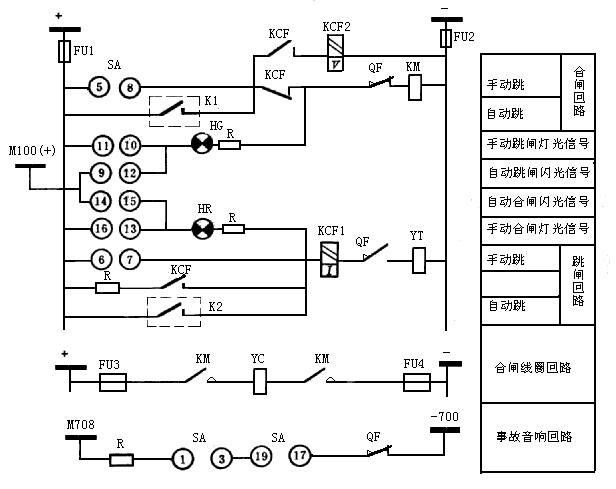 +
-
FU1
KCF
KCF2
V
FU2
SA
5
8
KCF
QF
KM
K1
M100(+)
HG
R
11
10
9
12
14
15
16
13
HR
R
KCF1
I
QF
YT
6
7
R
KCF
K2
+
-
FU3
KM
YC
KM
FU4
M708
-700
R
SA
SA
QF
1
3
19
17
手动跳
自动跳
合闸回路
手动跳闸灯光信号
自动跳闸闪光信号
自动合闸闪光信号
手动合闸灯光信号
手动跳
自动跳
跳闸回路
合闸线圈回路
事故音响回路